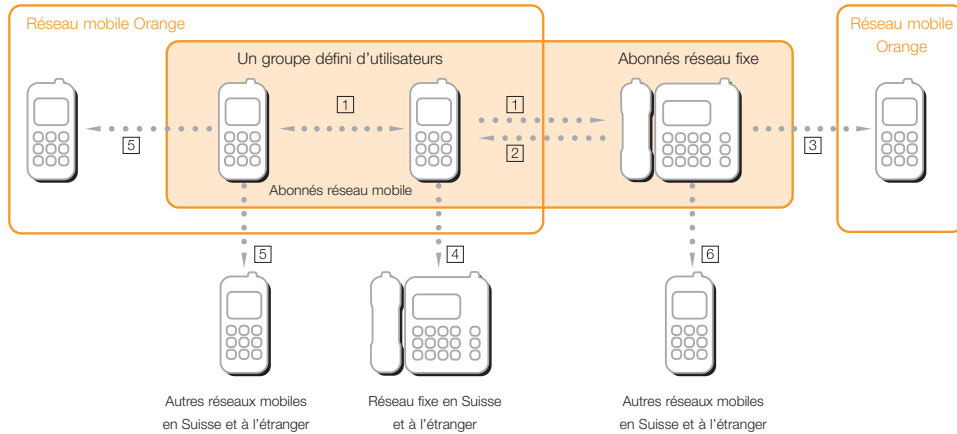 Réseau mobile Orange
Réseau mobile
Orange
Un groupe défini d’utilisateurs
Abonnés réseau fixe
1
1
2
5
3
Abonnés réseau mobile
5
4
6
Autres réseaux mobiles
en Suisse et à l’étranger
Réseau fixe en Suisse
et à l’étranger
Autres réseaux mobiles
en Suisse et à l’étranger